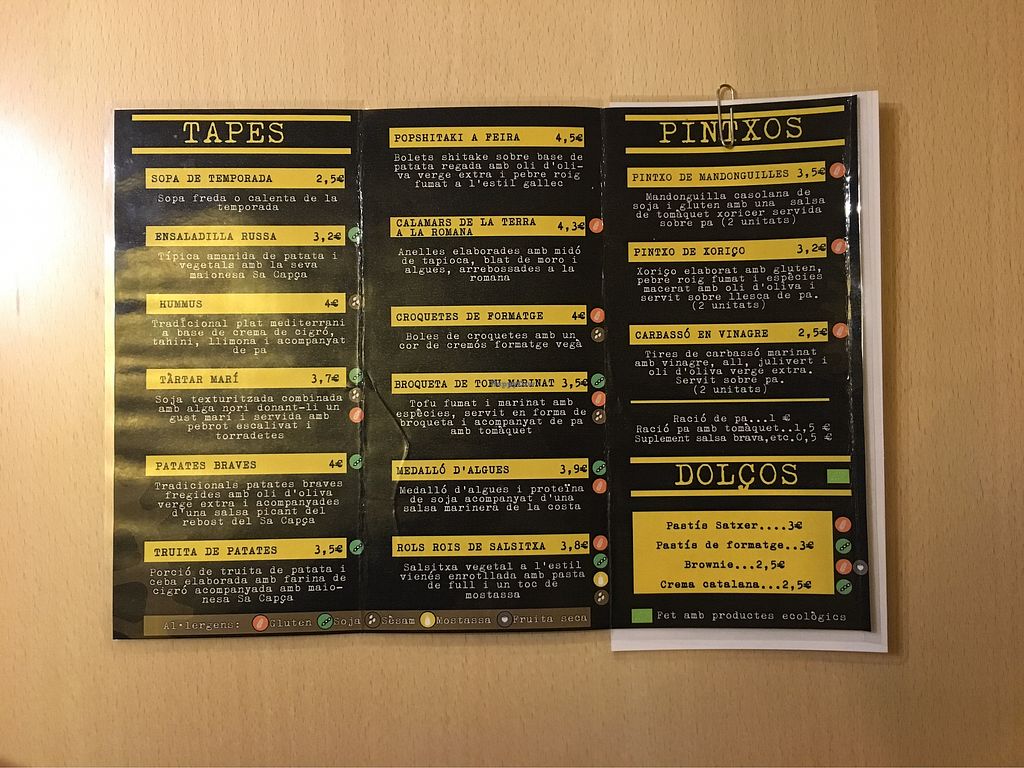 TAPES
SOPA DE TEMPORADA 2,5€
Sopa freda o calenta de la
temporada
ENSALADILLA RUSSA 3,2€
Típica amanida de patata i
vegetals amb la seva
maionesa Sa Capça
HUMMUS 4€
Tradicional plat mediterrani
a base de crema de cigró,
tahini, llimona i acompanyat
de pa
TÀRTAR MARÍ 3,7€
Soja texturitzada combinada
amb alga nori donant-li un
gust marí i servida amb
pebrot escalivat i
torradetes
PATATES BRAVES 4€
Tradicionals patates braves
fregides amb oli d'oliva
verge extra i acompanyades
d'una salsa picant del
rebost del Sa Capça
TRUITA DE PATATES 3,5€
Porció de truita de patata i
ceba elaborada amb farina de
cigró acompanyada amb maio-
nesa Sa Capça
POPSHITAKI A FEIRA 4,5€
Bolets shitake sobre base de
patata regada amb oli d'oli-
va verge extra i pebre roig
fumat a l'estil gallec
CALAMARS DE LA TERRA
A LA ROMANA 4,3€
Anelles elaborades amb midó
de tapioca, blat de moro i
algues, arrebossades a la
romana
CROQUETES DE FORMATGE 4€
Boles de croquetes amb un
cor de cremós formatge vegà
BROQUETA DE TOFU MARINAT 3,5€
Tofu fumat i marinat amb
espècies, servit en forma de
broqueta i acompanyat de pa
amb tomàquet
MEDALLÓ D'ALGUES 3,9€
Medalló d'algues i proteïna
de soja acompanyat d'una
salsa marinera de la costa
ROLS ROIS DE SALSITXA 3,8€
Salsitxa vegetal a l'estil
vienès enrotllada amb pasta
de full i un toc de
mostassa
Al·lergens: Gluten Soja Sèsam Mostassa Fruita seca
PINTXOS
PINTXO DE MANDONGUILLES 3,5€
Mandonguilla casolana de
soja i gluten amb una salsa
de tomàquet xoricer servida
sobre pa (2 unitats)
PINTXO DE XORIÇO 3,2€
Xoriço elaborat amb gluten,
pebre roig fumat i espècies
macerat amb oli d'oliva i
servit sobre llesca de pa.
(2 unitats)
CARBASSÓ EN VINAGRE 2,5€
Tires de carbassó marinat
amb vinagre, all, julivert i
oli d'oliva verge extra.
Servit sobre pa.
(2 unitats)
Ració de pa...1 €
Ració pa amb tomàquet..1,5 €
Suplement salsa brava,etc.0,5 €
DOLÇOS
Pastís Satxer....3€
Pastís de formatge..3€
Brownie...2,5€
Crema catalana...2,5€
Fet amb productes ecològics